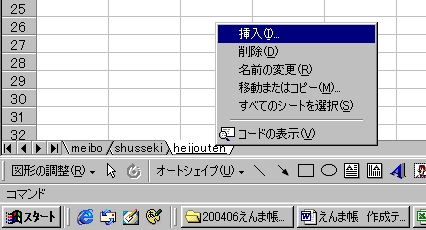 25
26
27
28
29
30
31
32
挿入(I)...
削除(D)
名前の変更(R)
移動またはコピー(M)...
すべてのシートを選択(S)
コードの表示(V)
meibo
shusseki
heijouten
図形の調整(R)
オートシェイプ(U)
コマンド
スタート
200406えんま帳...
えんま帳 作成テ...